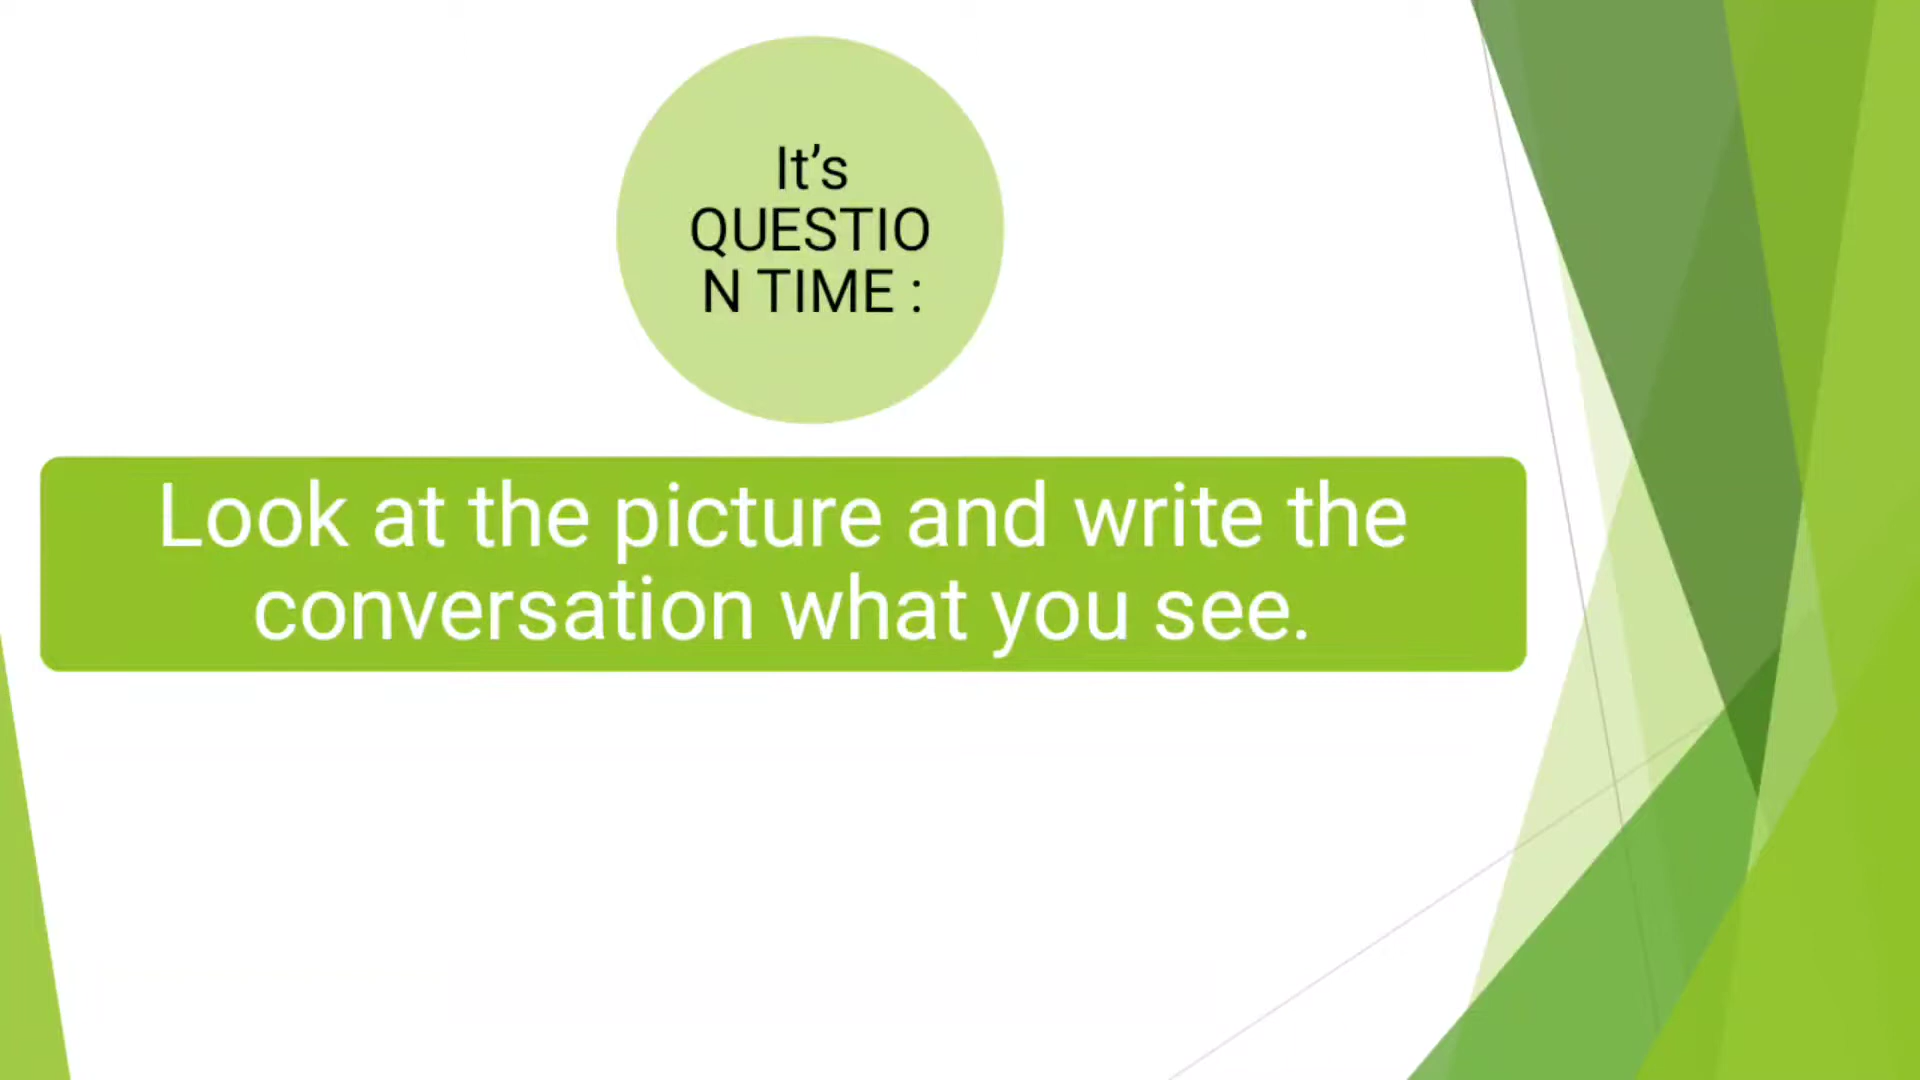 It’s
QUESTIO
N TIME :
Look at the picture and write the
conversation what you see.